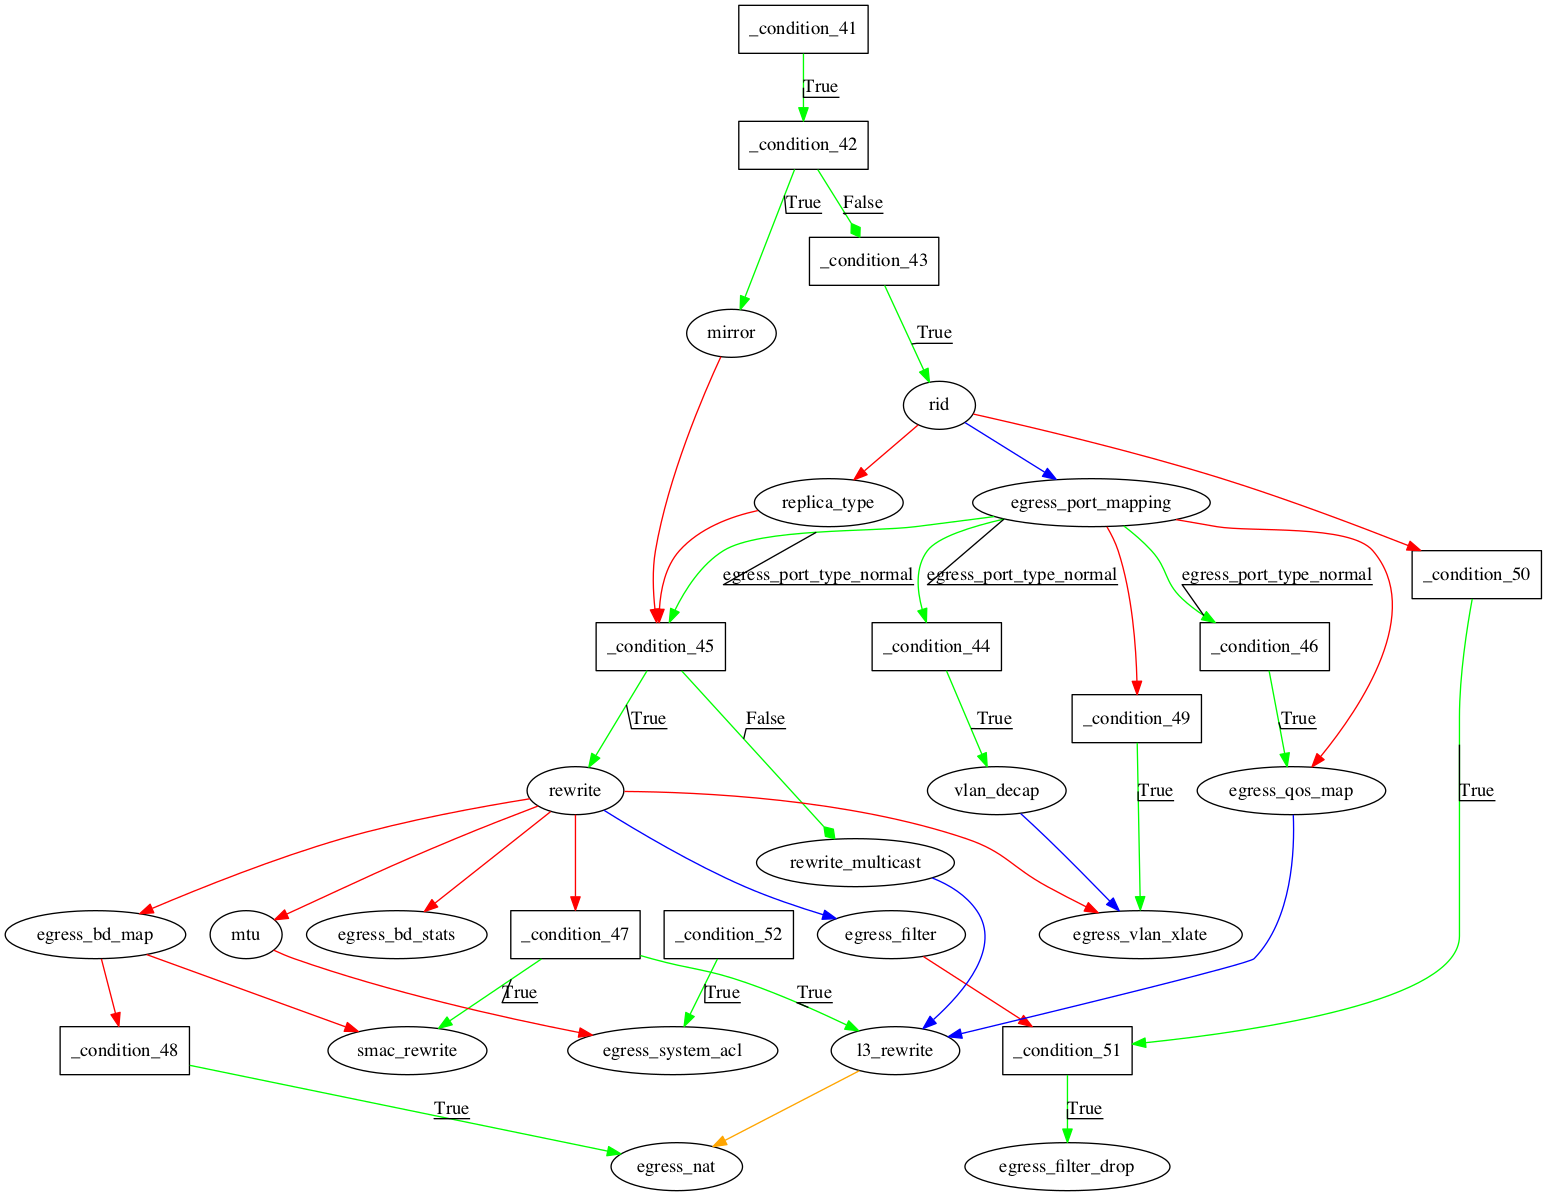 _condition_41
True
_condition_42
True
False
_condition_43
mirror
True
rid
replica_type
egress_port_mapping
egress_port_type_normal
egress_port_type_normal
egress_port_type_normal
_condition_50
_condition_45
_condition_44
_condition_46
True
False
True
_condition_49
True
rewrite
vlan_decap
True
egress_qos_map
True
rewrite_multicast
egress_bd_map
mtu
egress_bd_stats
_condition_47
_condition_52
egress_filter
egress_vlan_xlate
True
True
True
_condition_48
smac_rewrite
egress_system_acl
l3_rewrite
_condition_51
True
True
egress_nat
egress_filter_drop